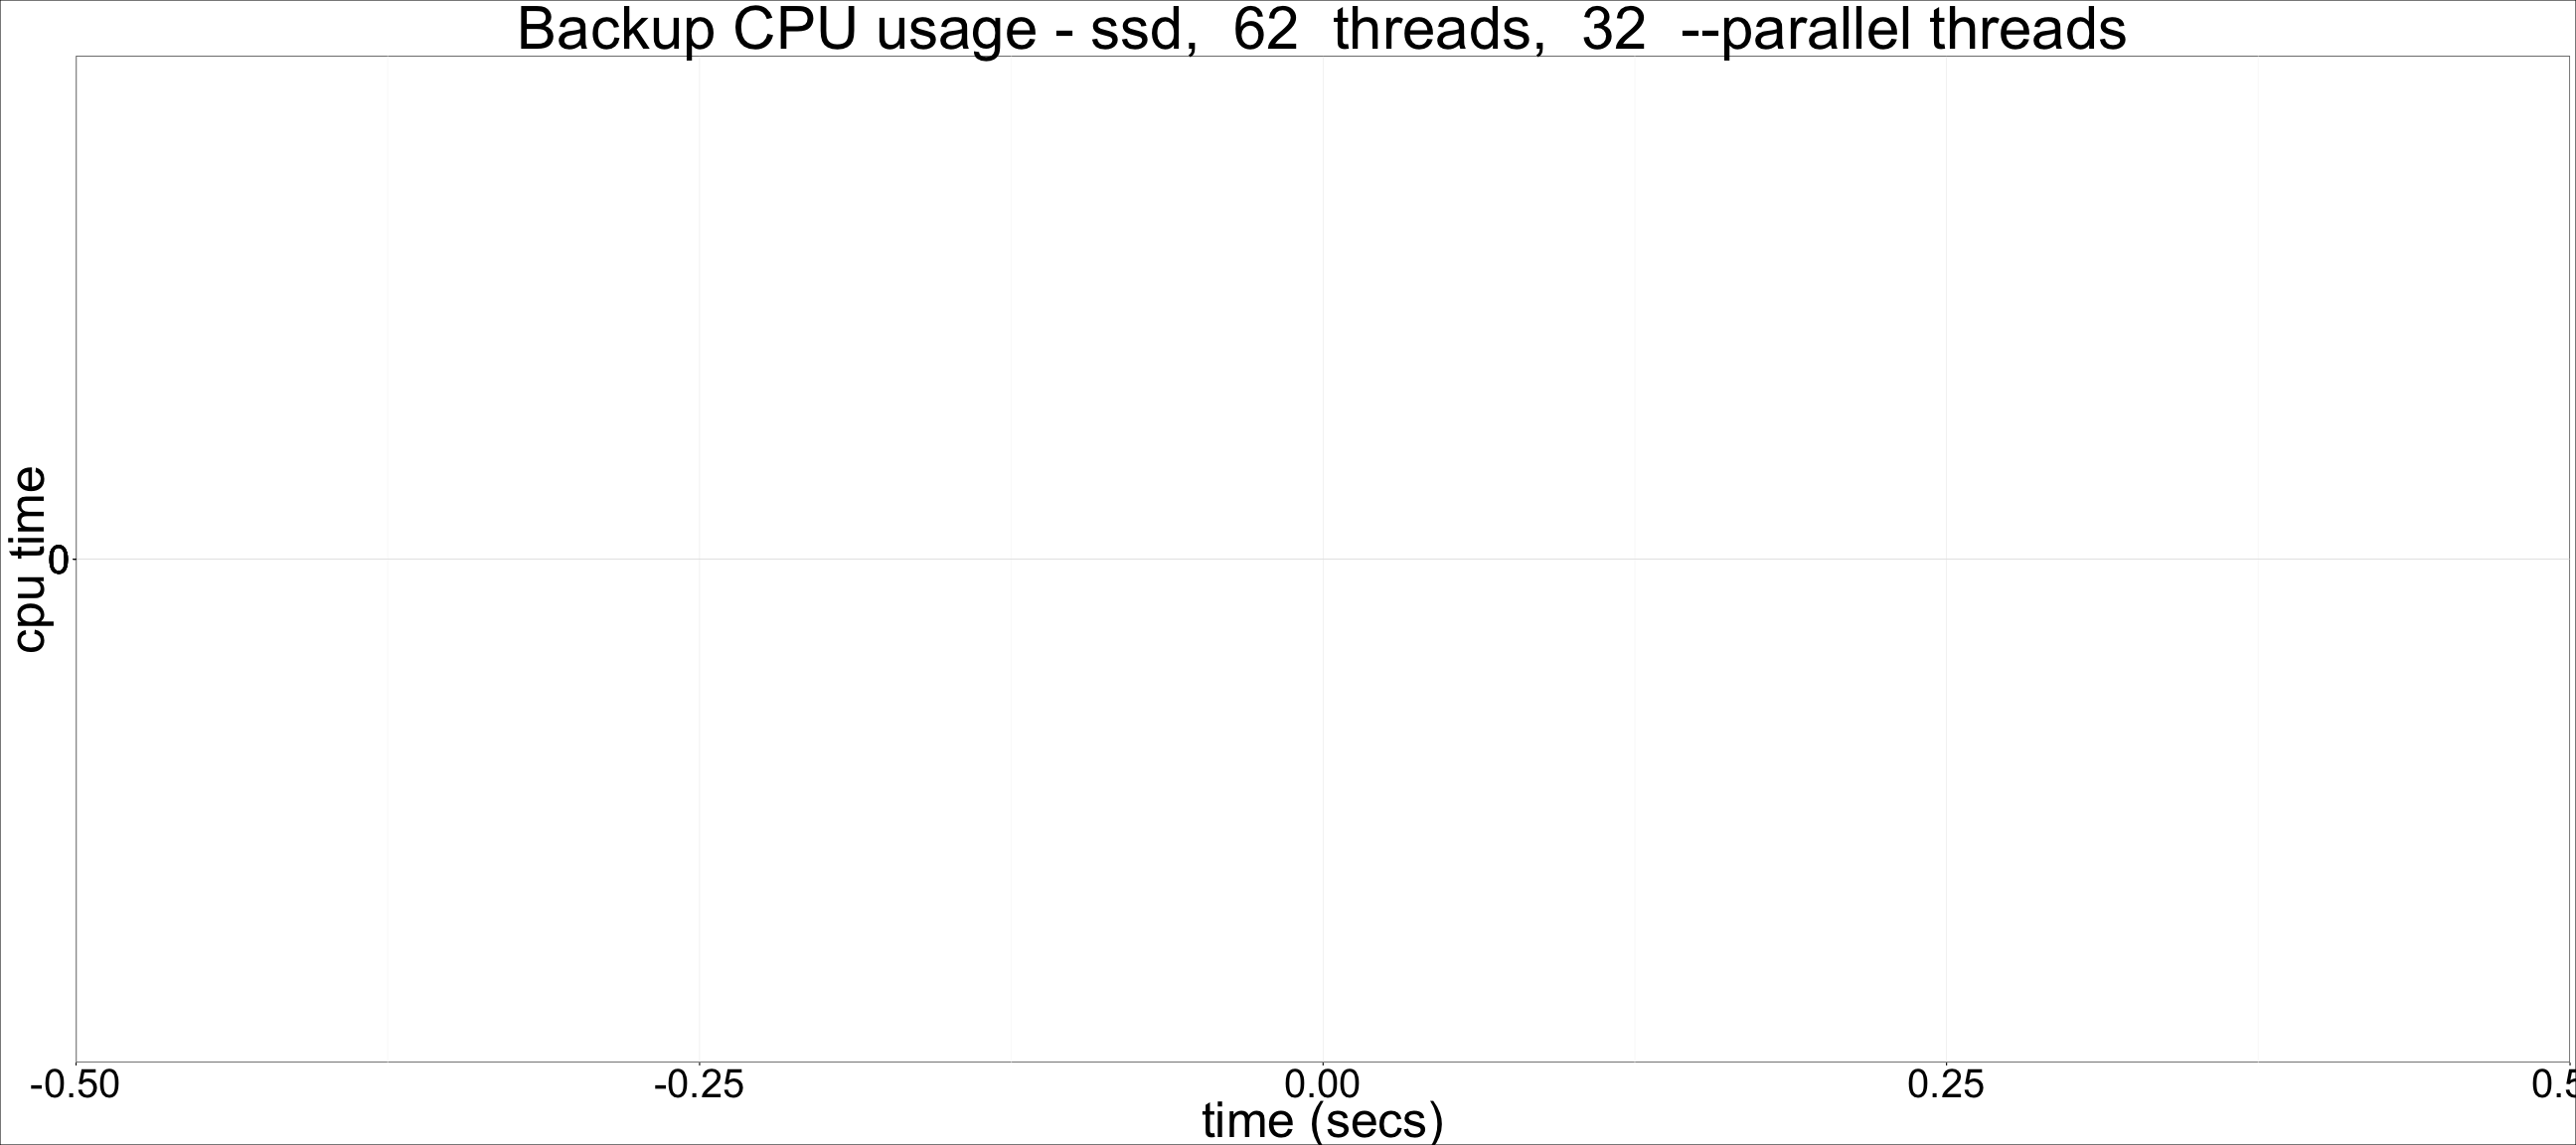 Backup CPU usage - ssd,  62  threads,  32  --parallel threads
cpu time
0
-0.50 -0.25 0.00 0.25 0.5
time (secs)